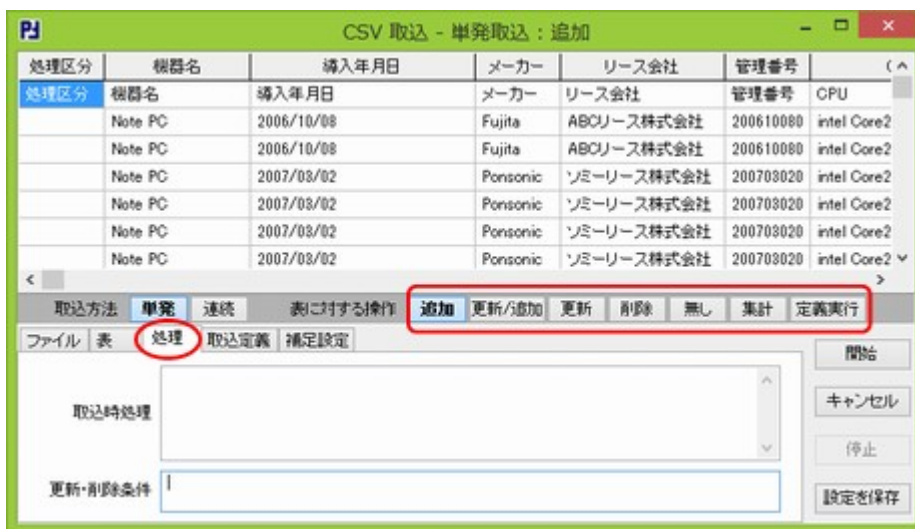 CSV 取込 - 単発取込 : 追加
処理区分 機器名 導入年月日 メーカー リース会社 管理番号
処理区分 機器名 導入年月日 メーカー リース会社 管理番号 CPU
Note PC 2006/10/08 Fujita ABCリース株式会社 200610080 intel Core2
Note PC 2006/10/08 Fujita ABCリース株式会社 200610080 intel Core2
Note PC 2007/03/02 Ponsonic ソミーリース株式会社 200703020 intel Core2
Note PC 2007/03/02 Ponsonic ソミーリース株式会社 200703020 intel Core2
Note PC 2007/03/02 Ponsonic ソミーリース株式会社 200703020 intel Core2
Note PC 2007/03/02 Ponsonic ソミーリース株式会社 200703020 intel Core2
取込方法 単発 連続 表に対する操作 追加 更新/追加 更新 削除 無し 集計 定義実行
ファイル 表 処理 取込定義 補足設定
開始
取込時処理
キャンセル
停止
更新・削除条件
設定を保存